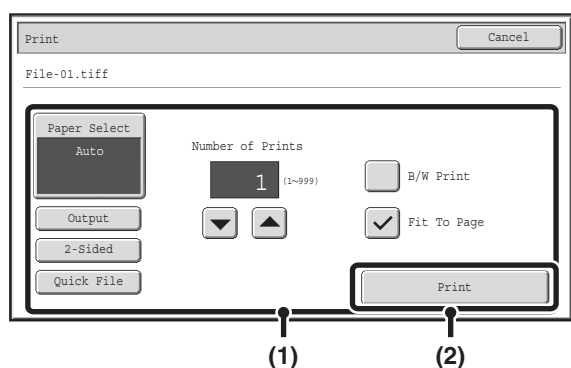 Print
Cancel
File-01.tiff
Paper Select
Auto
Number of Prints
1 (1~999)
B/W Print
Output
Fit To Page
2-Sided
Quick File
Print
(1)
(2)